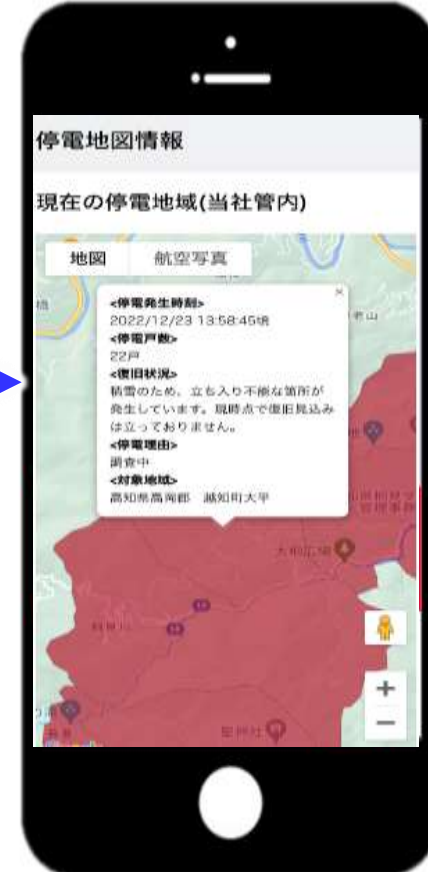 停電地図情報
現在の停電地域(当社管内)
地図 航空写真
×
<停電発生時刻>
2022/12/23 13:58:45頃
<停電戸数>
22戸
<復旧状況>
積雪のため、立ち入り不能な箇所が
発生しています。現時点で復旧見込み
は立っておりません。
<停電理由>
調査中
<対象地域>
高知県高岡郡 越知町大平
+
−